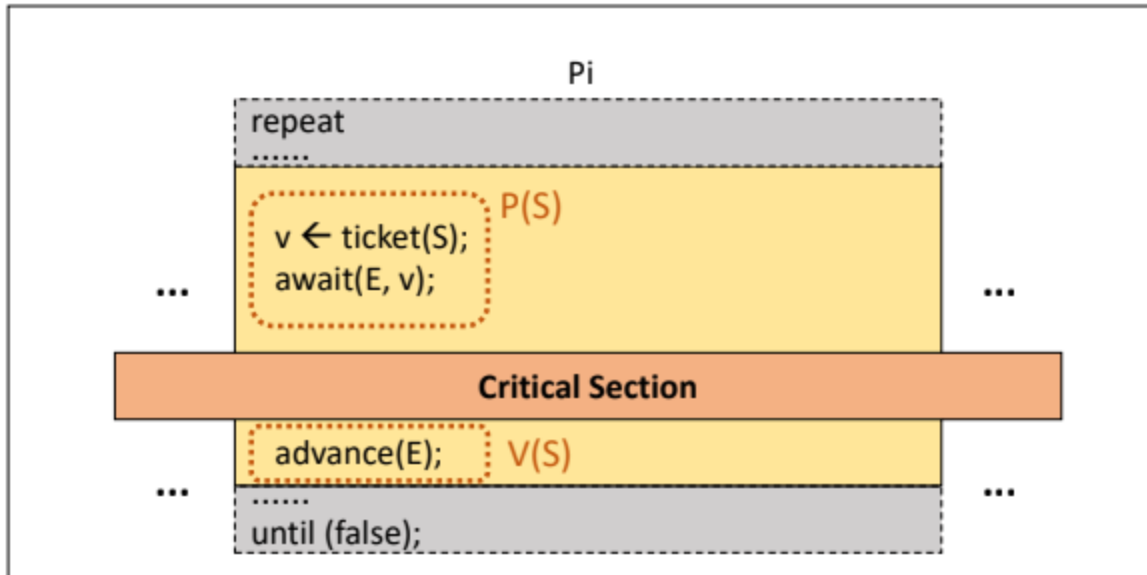 Pi
repeat
......
P(S)
v ← ticket(S);
await(E, v);
... ...
Critical Section
advance(E); V(S)
... ...
......
until (false);